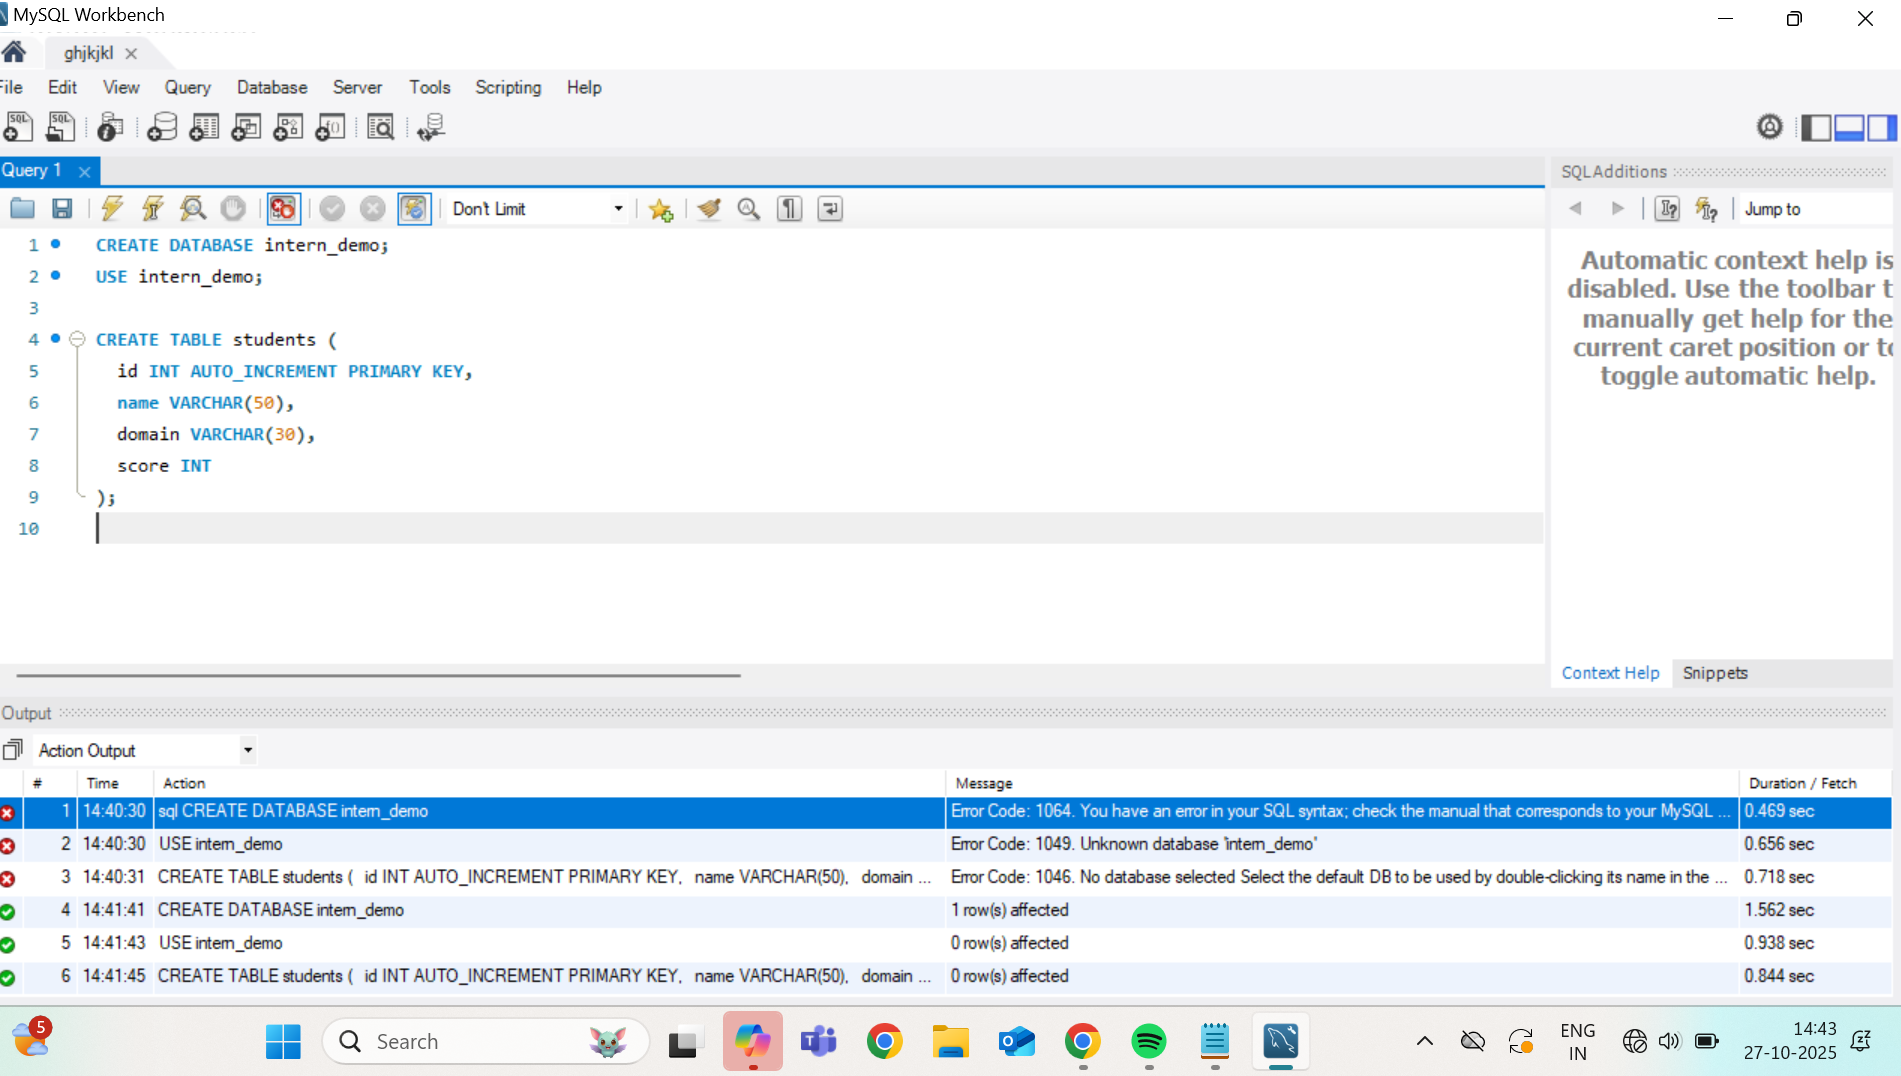 MySQL Workbench
ghjkjkl
File Edit View Query Database Server Tools Scripting Help
Query 1
SQLAdditions
Don't Limit
Jump to
1 CREATE DATABASE intern_demo;
2 USE intern_demo;
3
4 CREATE TABLE students (
5 id INT AUTO_INCREMENT PRIMARY KEY,
6 name VARCHAR(50),
7 domain VARCHAR(30),
8 score INT
9 );
10
Automatic context help is
disabled. Use the toolbar t
manually get help for the
current caret position or to
toggle automatic help.
Context Help Snippets
Output
Action Output
# Time Action Message Duration / Fetch
1 14:40:30 sql CREATE DATABASE intern_demo Error Code: 1064. You have an error in your SQL syntax; check the manual that corresponds to your MySQL ... 0.469 sec
2 14:40:30 USE intern_demo Error Code: 1049. Unknown database 'intern_demo' 0.656 sec
3 14:40:31 CREATE TABLE students ( id INT AUTO_INCREMENT PRIMARY KEY, name VARCHAR(50), domain ... Error Code: 1046. No database selected Select the default DB to be used by double-clicking its name in the ... 0.718 sec
4 14:41:41 CREATE DATABASE intern_demo 1 row(s) affected 1.562 sec
5 14:41:43 USE intern_demo 0 row(s) affected 0.938 sec
6 14:41:45 CREATE TABLE students ( id INT AUTO_INCREMENT PRIMARY KEY, name VARCHAR(50), domain ... 0 row(s) affected 0.844 sec
5
Search
ENG
IN
14:43
27-10-2025